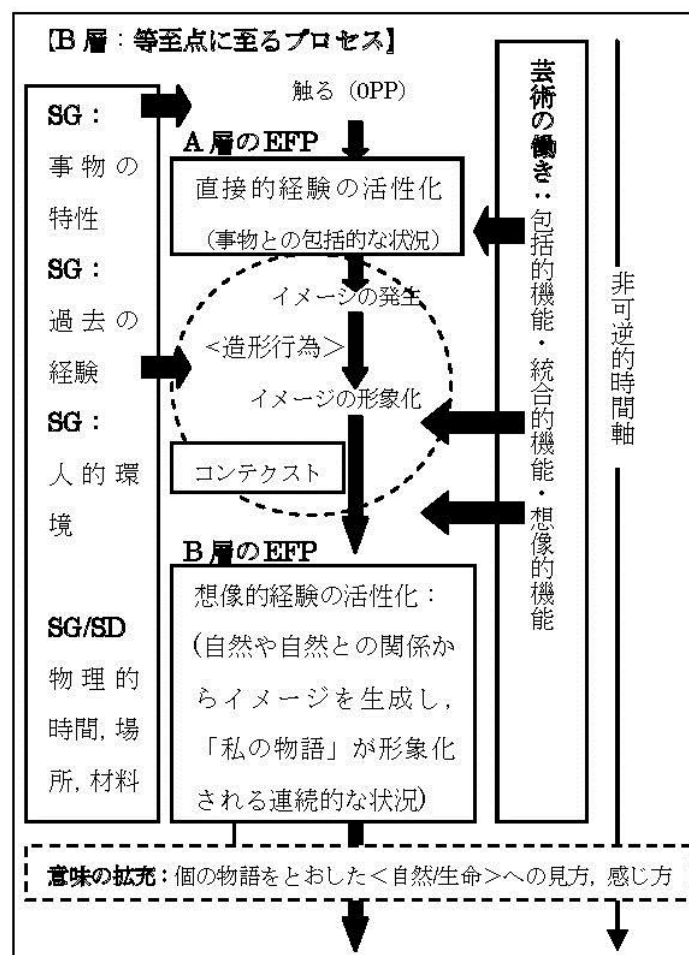 【B 層：等至点に至るプロセス】
触る（OPP）
SG：
事物の
特性
SG：
過去の
経験
SG：
人的環
境
SG/SD
物理的
時間, 場
所, 材料
A 層の EFP
直接的経験の活性化
（事物との包括的な状況）
イメージの発生
＜造形行為＞
イメージの形象化
コンテクスト
B 層の EFP
想像的経験の活性化：
(自然や自然との関係か
らイメージを生成し,
「私の物語」が形象化
される連続的な状況)
芸術の働き：包括的機能・統合的機能・想像的機能
非可逆的時間軸
意味の拡充：個の物語をとおした＜自然/生命＞への見方, 感じ方